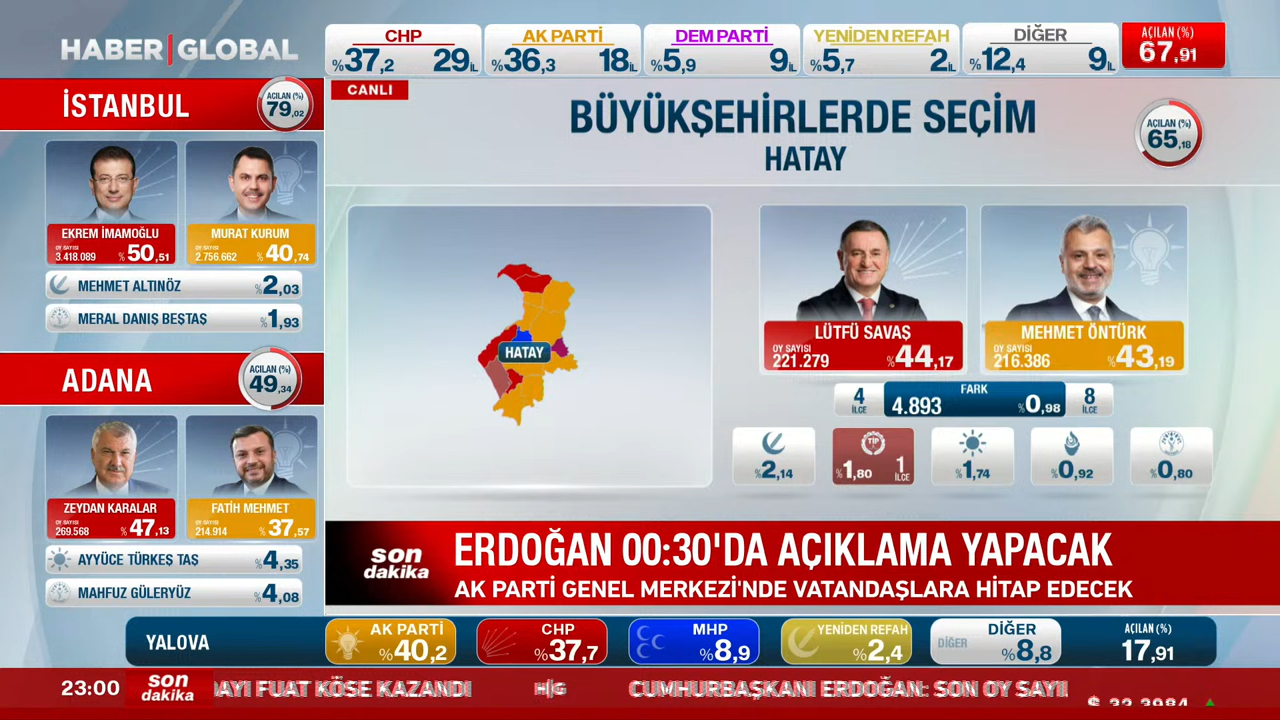 HABER|GLOBAL
CHP
%37,2 29İL
AK PARTİ
%36,3 18İL
DEM PARTİ
%5,9 9İL
YENİDEN REFAH
%5,7 2İL
DİĞER
%12,4 9İL
AÇILAN (%)
67,91
İSTANBUL
AÇILAN (%)
79,02
EKREM İMAMOĞLU
OY SAYISI
3.418.089 %50,51
MURAT KURUM
OY SAYISI
2.756.662 %40,74
MEHMET ALTINÖZ %2,03
MERAL DANIŞ BEŞTAŞ %1,93
ADANA
AÇILAN (%)
49,34
ZEYDAN KARALAR
OY SAYISI
269.568 %47,13
FATİH MEHMET
OY SAYISI
214.914 %37,57
AYYÜCE TÜRKEŞ TAŞ %4,35
MAHFUZ GÜLERYÜZ %4,08
CANLI
BÜYÜKŞEHİRLERDE SEÇİM
HATAY
AÇILAN (%)
65,18
HATAY
LÜTFÜ SAVAŞ
OY SAYISI
221.279 %44,17
MEHMET ÖNTÜRK
OY SAYISI
216.386 %43,19
4 İLCE
FARK
4.893 %0,98
8 İLCE
%2,14
TİP
%1,80 1 İLCE
%1,74
%0,92
%0,80
son dakika
ERDOĞAN 00:30'DA AÇIKLAMA YAPACAK
AK PARTİ GENEL MERKEZİ'NDE VATANDAŞLARA HİTAP EDECEK
YALOVA
AK PARTİ
%40,2
CHP
%37,7
MHP
%8,9
YENİDEN REFAH
%2,4
DİĞER
DİĞER
%8,8
AÇILAN (%)
17,91
23:00
son dakika
AYI FUAT KÖSE KAZANDI
H|G
CUMHURBAŞKANI ERDOĞAN: SON OY SAYI
$ 32,3984